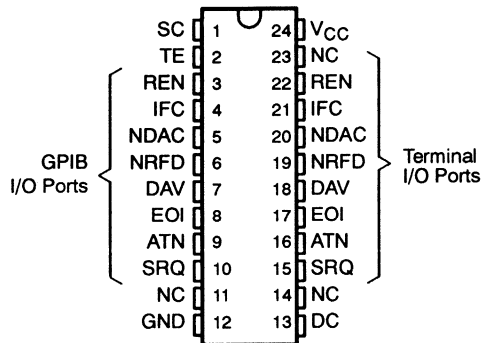 SC 1 24 VCC
TE 2 23 NC
REN 3 22 REN
IFC 4 21 IFC
NDAC 5 20 NDAC
GPIB I/O Ports
NRFD 6 19 NRFD
Terminal I/O Ports
DAV 7 18 DAV
EOI 8 17 EOI
ATN 9 16 ATN
SRQ 10 15 SRQ
NC 11 14 NC
GND 12 13 DC